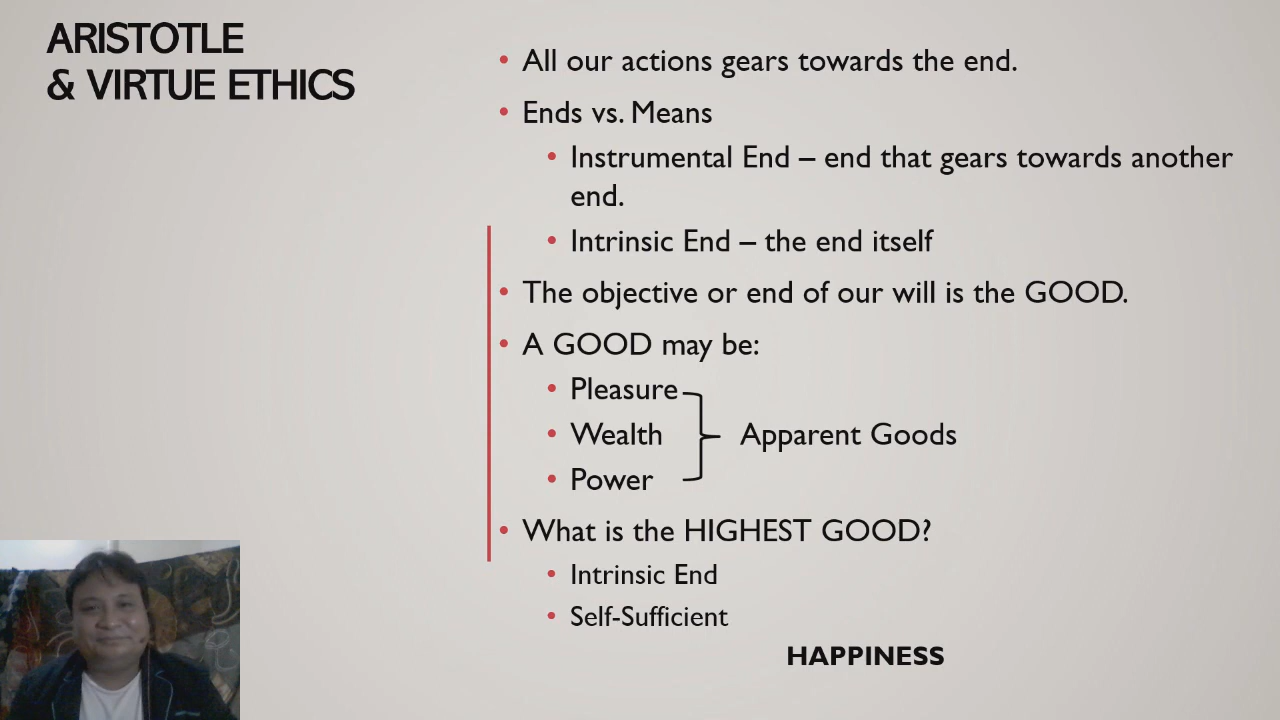 ARISTOTLE
& VIRTUE ETHICS
• All our actions gears towards the end.
• Ends vs. Means
• Instrumental End – end that gears towards another
end.
• Intrinsic End – the end itself
• The objective or end of our will is the GOOD.
• A GOOD may be:
• Pleasure
• Wealth
• Power
Apparent Goods
• What is the HIGHEST GOOD?
• Intrinsic End
• Self-Sufficient
HAPPINESS